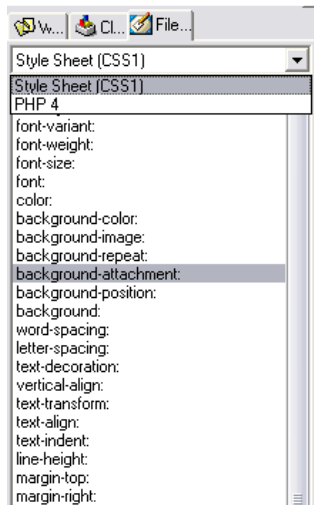 W... Cl... File...
Style Sheet (CSS1)
Style Sheet (CSS1)
PHP 4
font-variant:
font-weight:
font-size:
font:
color:
background-color:
background-image:
background-repeat:
background-attachment:
background-position:
background:
word-spacing:
letter-spacing:
text-decoration:
vertical-align:
text-transform:
text-align:
text-indent:
line-height:
margin-top:
margin-right: